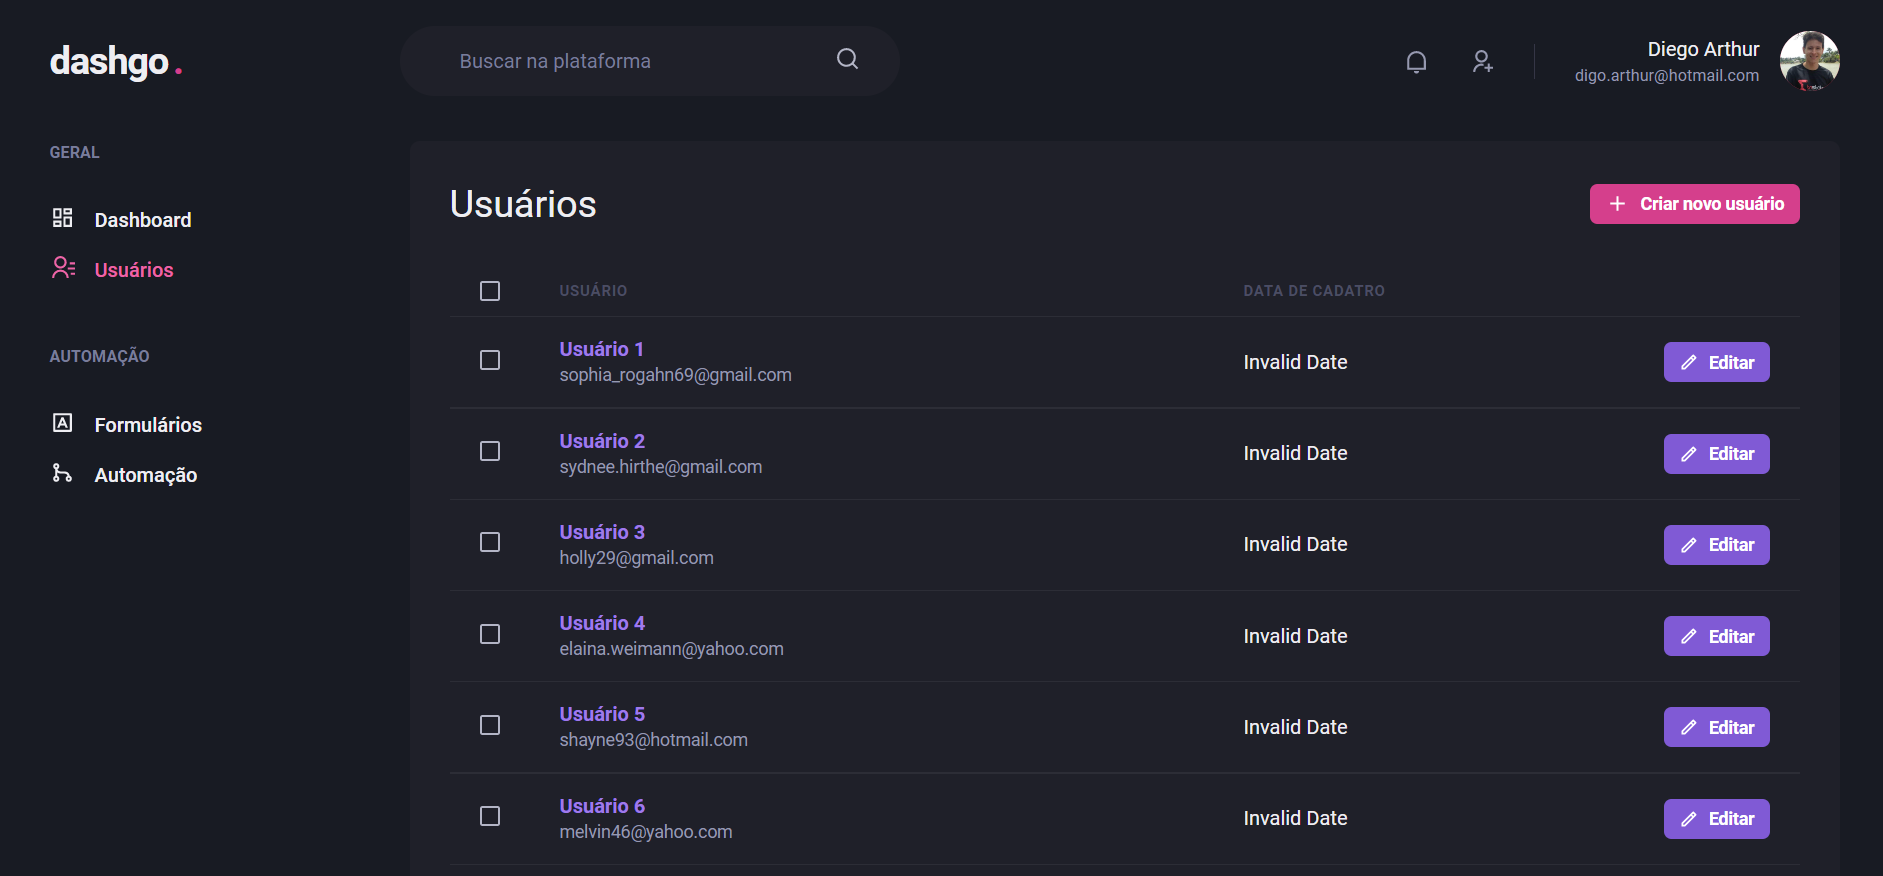 dashgo.
Buscar na plataforma
Diego Arthur
digo.arthur@hotmail.com
GERAL
Dashboard
Usuários
AUTOMAÇÃO
Formulários
Automação
Usuários
Criar novo usuário
USUÁRIO DATA DE CADATRO
Usuário 1
sophia_rogahn69@gmail.com
Invalid Date
Editar
Usuário 2
sydnee.hirthe@gmail.com
Invalid Date
Editar
Usuário 3
holly29@gmail.com
Invalid Date
Editar
Usuário 4
elaina.weimann@yahoo.com
Invalid Date
Editar
Usuário 5
shayne93@hotmail.com
Invalid Date
Editar
Usuário 6
melvin46@yahoo.com
Invalid Date
Editar